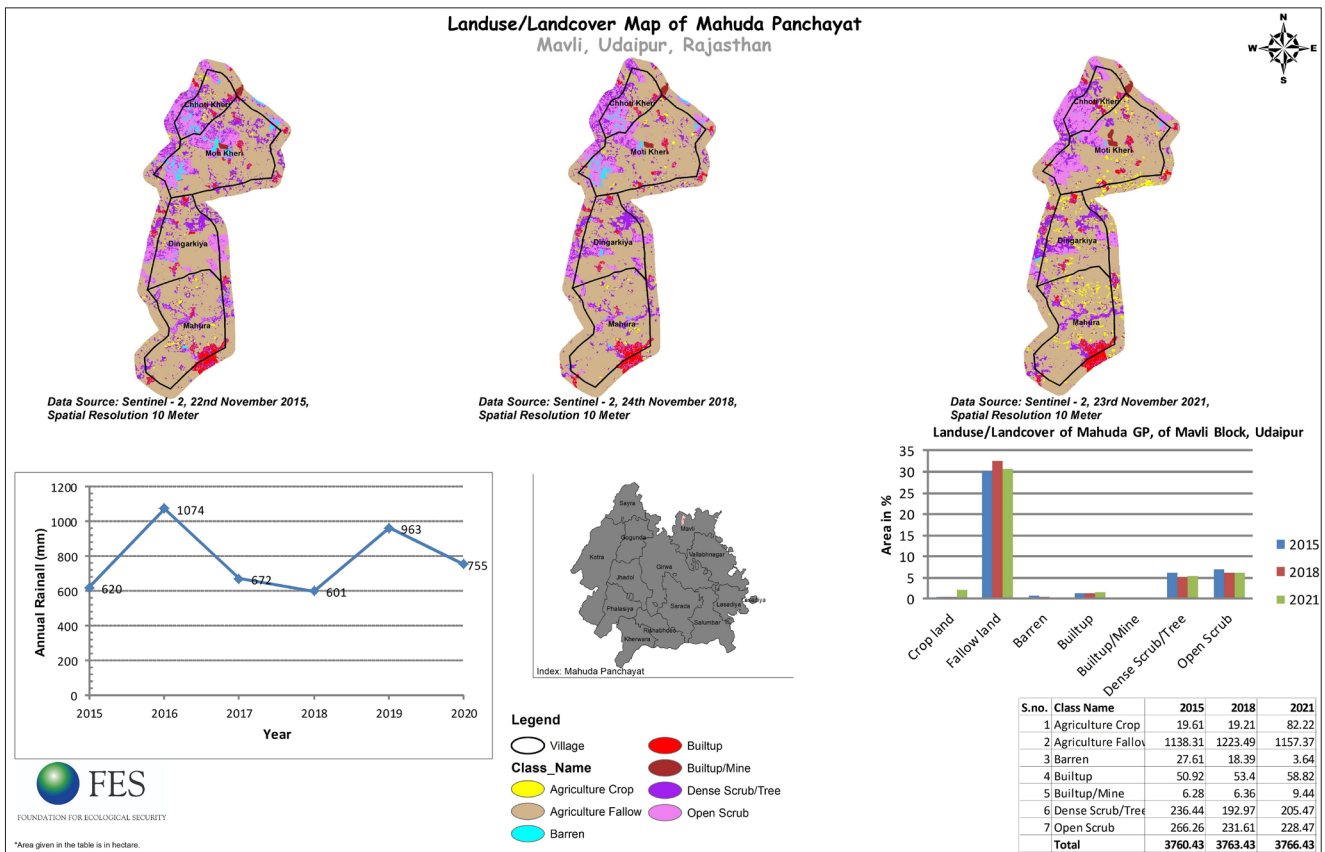 Landuse/Landcover Map of Mahuda Panchayat
Mavli, Udaipur, Rajasthan
N
W E
S
Chhoti Kheri
Moti Kheri
Dingarkiya
Mahura
Chhoti Kheri
Moti Kheri
Dingarkiya
Mahura
Chhoti Kheri
Moti Kheri
Dingarkiya
Mahura
Data Source: Sentinel - 2, 22nd November 2015,
Spatial Resolution 10 Meter
Data Source: Sentinel - 2, 24th November 2018,
Spatial Resolution 10 Meter
Data Source: Sentinel - 2, 23rd November 2021,
Spatial Resolution 10 Meter
Annual Rainall (mm)
1200
1000
800
600
400
200
0
620
1074
672
601
963
755
2015 2016 2017 2018 2019 2020
Year
Sayra
Mavli
Gogunda
Kotra
Vallabhnagar
Girwa
Jhadol
Phalasiya
Sarada
Lasadiya
Lasadiya
Salumbar
Rishabhdeo
Kherwara
Index: Mahuda Panchayat
Landuse/Landcover of Mahuda GP, of Mavli Block, Udaipur
Area in %
35
30
25
20
15
10
5
0
Crop land
Fallow land
Barren
Builtup
Builtup/Mine
Dense Scrub/Tree
Open Scrub
2015
2018
2021
Legend
Village
Class_Name
Agriculture Crop
Agriculture Fallow
Barren
Builtup
Builtup/Mine
Dense Scrub/Tree
Open Scrub
S.no. Class Name 2015 2018 2021
1 Agriculture Crop 19.61 19.21 82.22
2 Agriculture Fallow 1138.31 1223.49 1157.37
3 Barren 27.61 18.39 3.64
4 Builtup 50.92 53.4 58.82
5 Builtup/Mine 6.28 6.36 9.44
6 Dense Scrub/Tree 236.44 192.97 205.47
7 Open Scrub 266.26 231.61 228.47
Total 3760.43 3763.43 3766.43
FES
FOUNDATION FOR ECOLOGICAL SECURITY
*Area given in the table is in hectare.